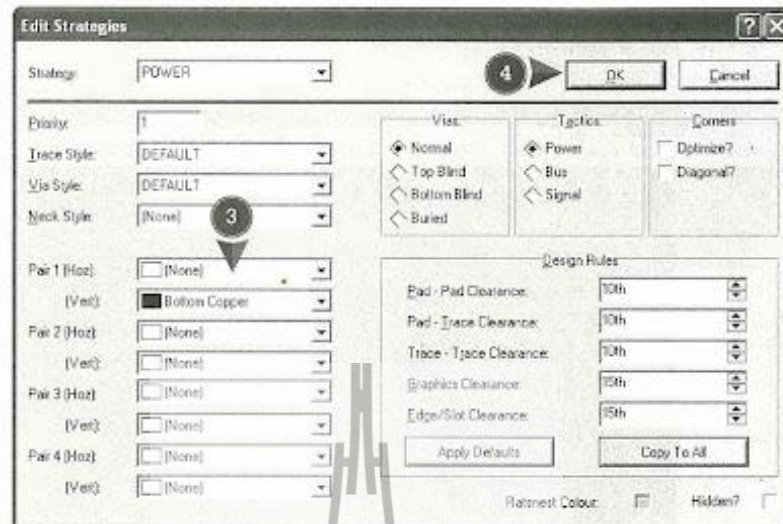 Edit Strategies
Strategy: POWER
4
OK Cancel
Priority: 1
Trace Style: DEFAULT
Via Style: DEFAULT
Neck Style: (None)
3
Pair 1 (Hoz): (None)
(Vert): Bottom Copper
Pair 2 (Hoz): (None)
(Vert): (None)
Pair 3 (Hoz): (None)
(Vert): (None)
Pair 4 (Hoz): (None)
(Vert): (None)
Vias:
Normal
Top Blind
Bottom Blind
Buried
Tactics:
Power
Bus
Signal
Corners
Optimize?
Diagonal?
Design Rules
Pad - Pad Clearance: 10th
Pad - Trace Clearance: 10th
Trace - Trace Clearance: 10th
Graphics Clearance: 15th
Edge/Slot Clearance: 15th
Apply Defaults Copy To All
Ratsnest Colour: Hidden?